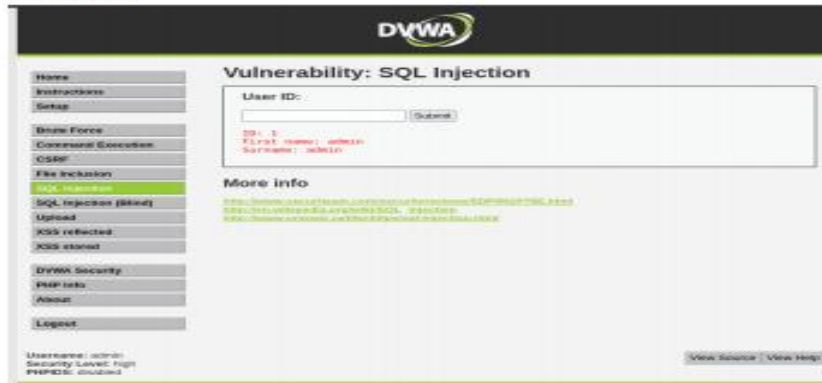 DVWA
Home
Instructions
Setup
Brute Force
Command Execution
CSRF
File Inclusion
SQL Injection
SQL Injection (Blind)
Upload
XSS reflected
XSS stored
DVWA Security
PHP Info
About
Logout
Vulnerability: SQL Injection
User ID:
Submit
ID: 1
First name: admin
Surname: admin
More info
Username: admin
Security Level: high
PHPIDS: disabled
View Source View Help